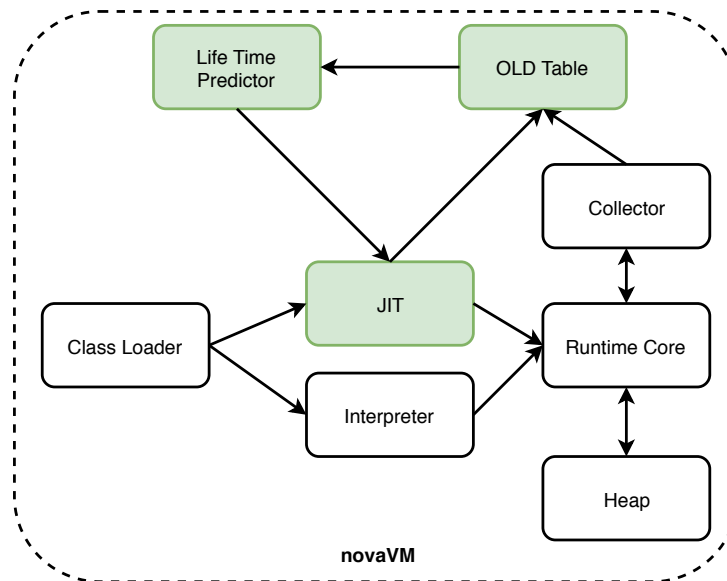 Life Time
Predictor
OLD Table
Collector
JIT
Class Loader
Runtime Core
Interpreter
Heap
novaVM